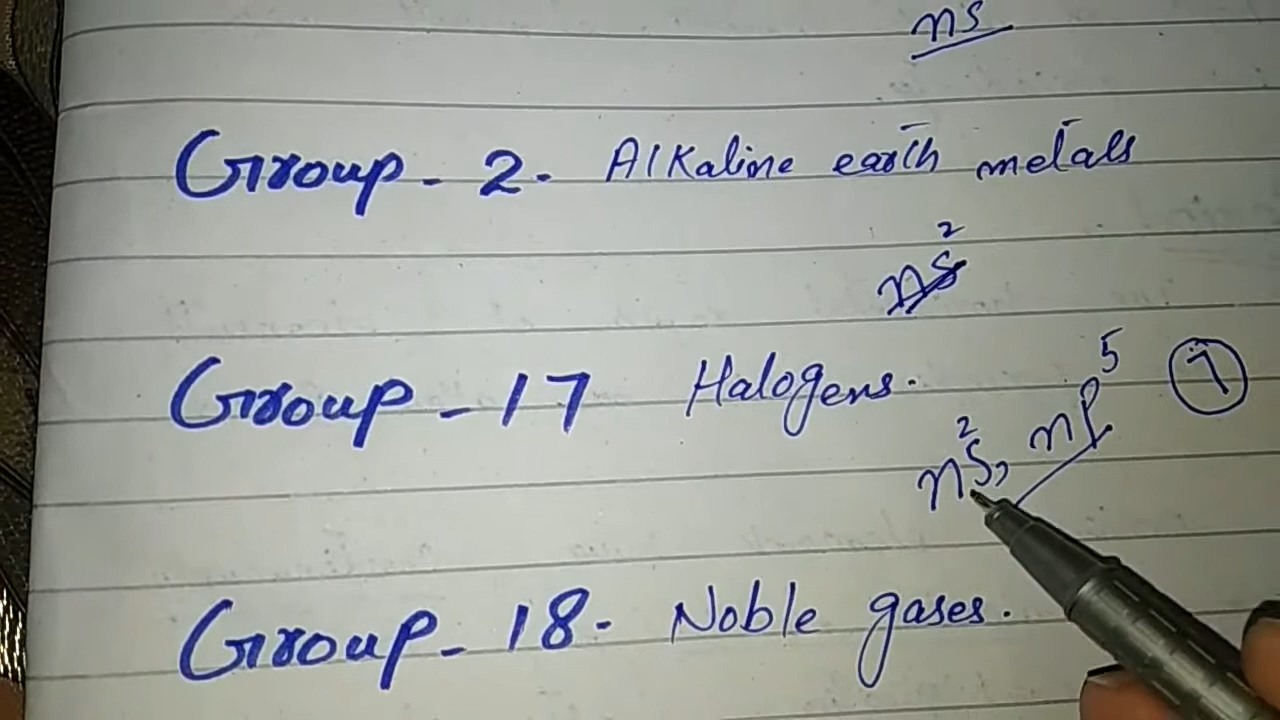 ns
Group - 2. Alkaline earth metals
ns²
Group - 17 Halogens.
ns², np⁵ 7
Group - 18. Noble gases.